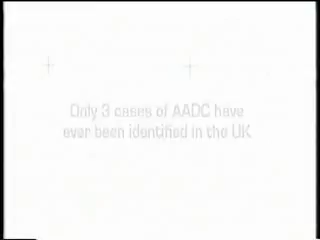 Only 3 cases of AADC have
ever been identified in the UK